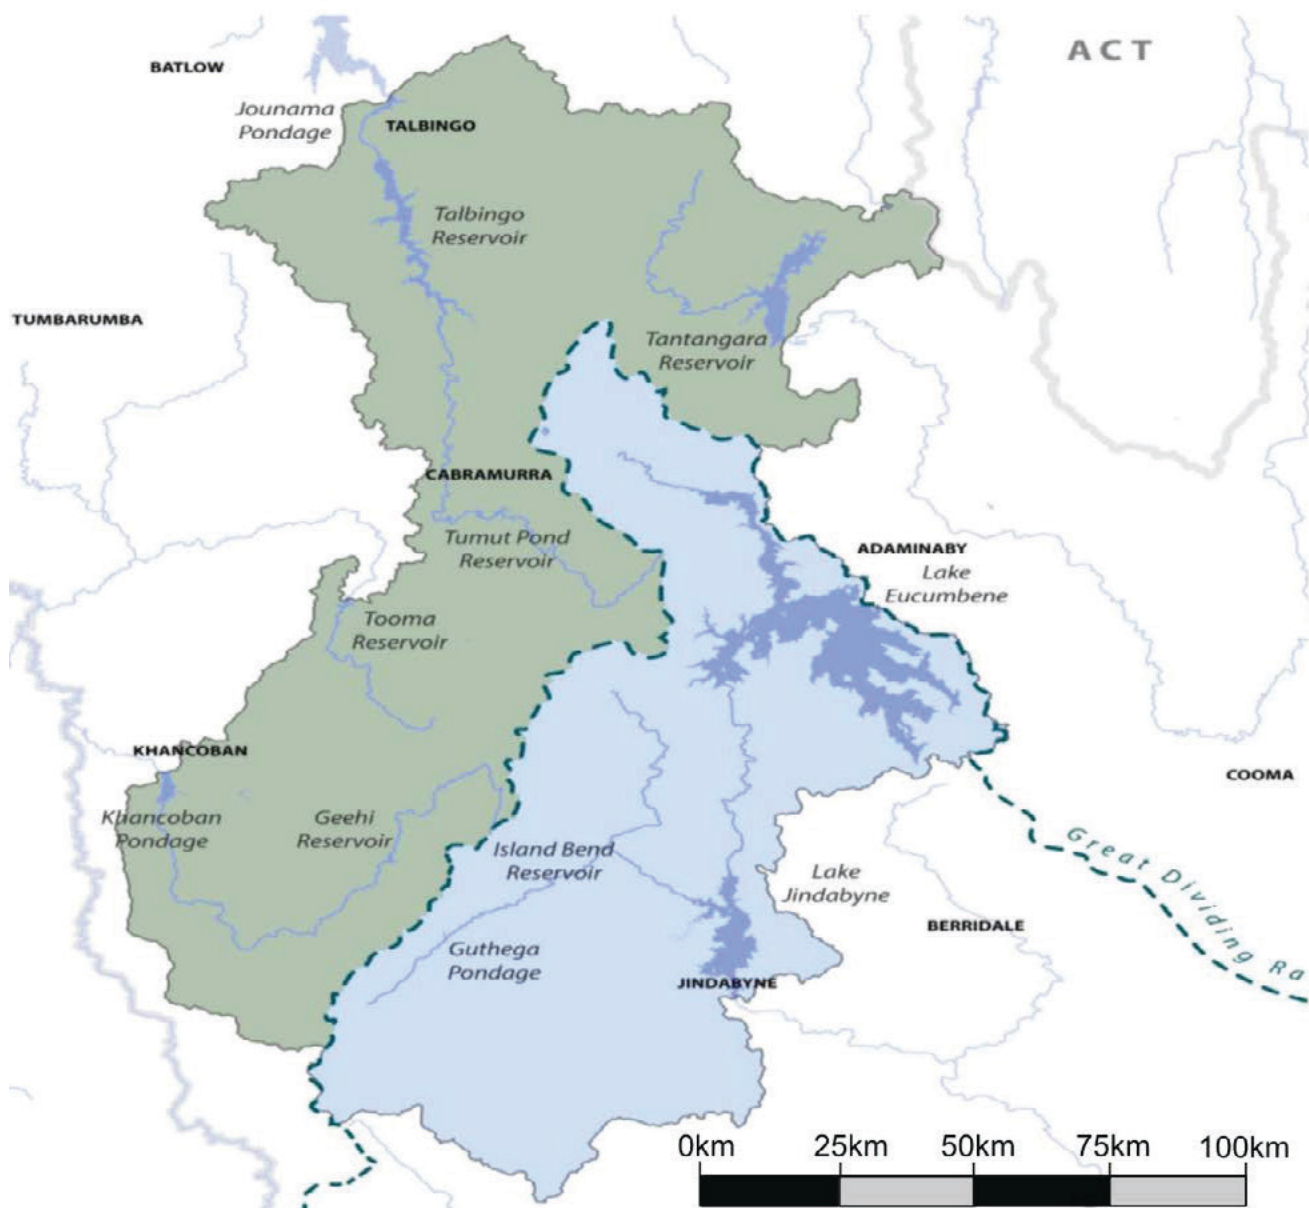 ACT
BATLOW
Jounama
Pondage
TALBINGO
Talbingo
Reservoir
TUMBARUMBA
Tantangara
Reservoir
CABRAMURRA
Tumut Pond
Reservoir
ADAMINABY
Lake
Eucumbene
Tooma
Reservoir
KHANCOBAN
COOMA
Khancoban
Pondage
Geehi
Reservoir
Island Bend
Reservoir
Lake
Jindabyne
Great Dividing Ra
BERRIDALE
Guthega
Pondage
JINDABYNE
0km 25km 50km 75km 100km